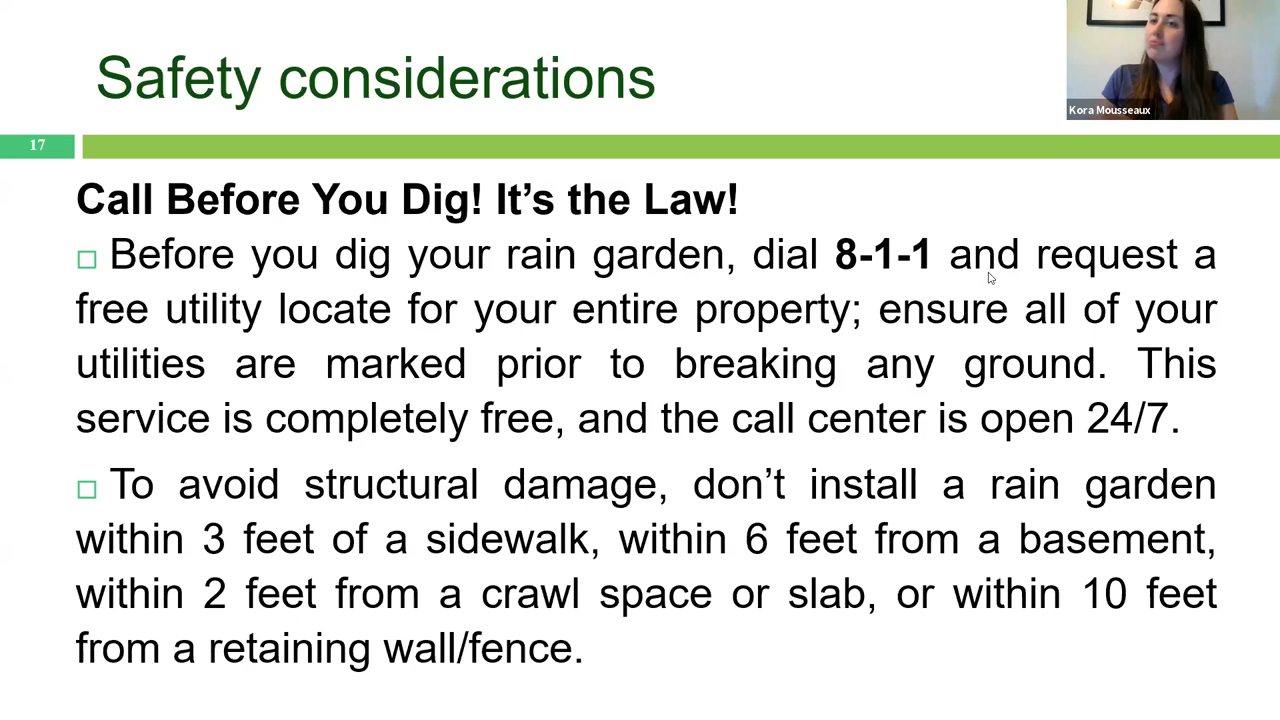 Safety considerations
Kora Mousseaux
17
Call Before You Dig! It’s the Law!
Before you dig your rain garden, dial 8-1-1 and request a
free utility locate for your entire property; ensure all of your
utilities are marked prior to breaking any ground. This
service is completely free, and the call center is open 24/7.
To avoid structural damage, don’t install a rain garden
within 3 feet of a sidewalk, within 6 feet from a basement,
within 2 feet from a crawl space or slab, or within 10 feet
from a retaining wall/fence.